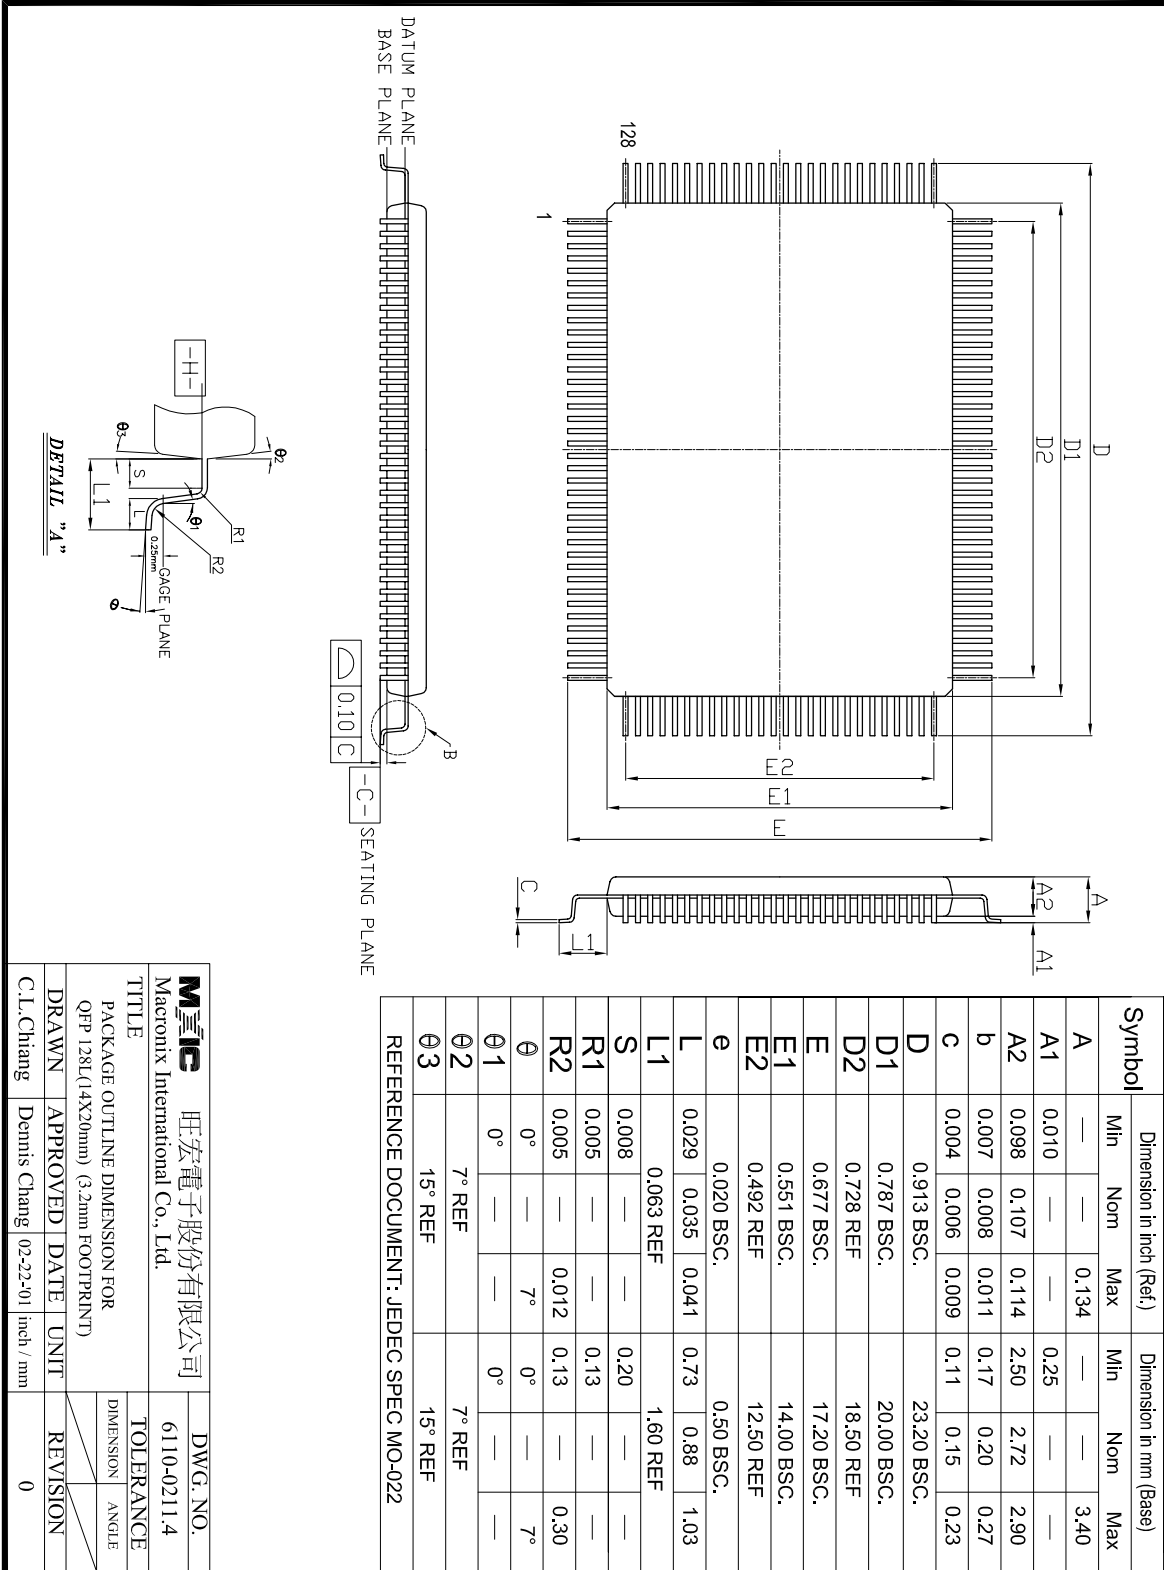 128
1
D
D1
D2
E2
E1
E
A
A2
A1
C
L1
DATUM PLANE
BASE PLANE
B
0.10 C
-C- SEATING PLANE
-H-
θ2
θ3
S
L
L1
θ1
R1
R2
GAGE PLANE
0.25mm
θ
DETAIL "A"
Symbol Dimension in inch (Ref.) Dimension in mm (Base)
Min Nom Max Min Nom Max
A — — 0.134 — — 3.40
A1 0.010 — — 0.25 — —
A2 0.098 0.107 0.114 2.50 2.72 2.90
b 0.007 0.008 0.011 0.17 0.20 0.27
c 0.004 0.006 0.009 0.11 0.15 0.23
D 0.913 BSC. 23.20 BSC.
D1 0.787 BSC. 20.00 BSC.
D2 0.728 REF 18.50 REF
E 0.677 BSC. 17.20 BSC.
E1 0.551 BSC. 14.00 BSC.
E2 0.492 REF 12.50 REF
e 0.020 BSC. 0.50 BSC.
L 0.029 0.035 0.041 0.73 0.88 1.03
L1 0.063 REF 1.60 REF
S 0.008 — — 0.20 — —
R1 0.005 — — 0.13 — —
R2 0.005 — 0.012 0.13 — 0.30
θ 0° — 7° 0° — 7°
θ1 0° — — 0° — —
θ2 7° REF 7° REF
θ3 15° REF 15° REF
REFERENCE DOCUMENT: JEDEC SPEC MO-022
MXIC 旺宏電子股份有限公司
Macronix International Co., Ltd.
DWG. NO.
6110-0211.4
TITLE
PACKAGE OUTLINE DIMENSION FOR
QFP 128L(14X20mm) (3.2mm FOOTPRINT)
TOLERANCE
DIMENSION ANGLE
DRAWN APPROVED DATE UNIT REVISION
C.L.Chiang Dennis Chang 02-22-'01 inch / mm 0